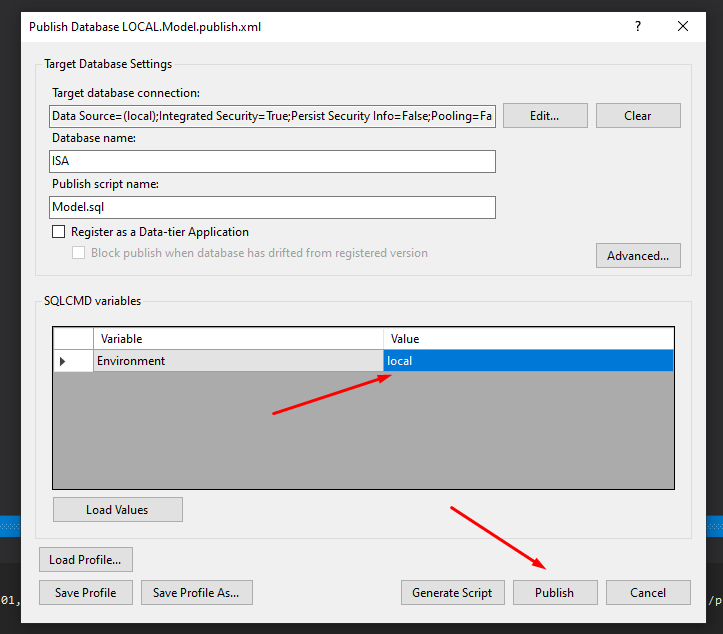 Publish Database LOCAL.Model.publish.xml
Target Database Settings
Target database connection:
Data Source=(local);Integrated Security=True;Persist Security Info=False;Pooling=Fa
Edit...
Clear
Database name:
ISA
Publish script name:
Model.sql
Register as a Data-tier Application
Block publish when database has drifted from registered version
Advanced...
SQLCMD variables
Variable Value
Environment local
Load Values
Load Profile...
Save Profile Save Profile As... Generate Script Publish Cancel
01, /p